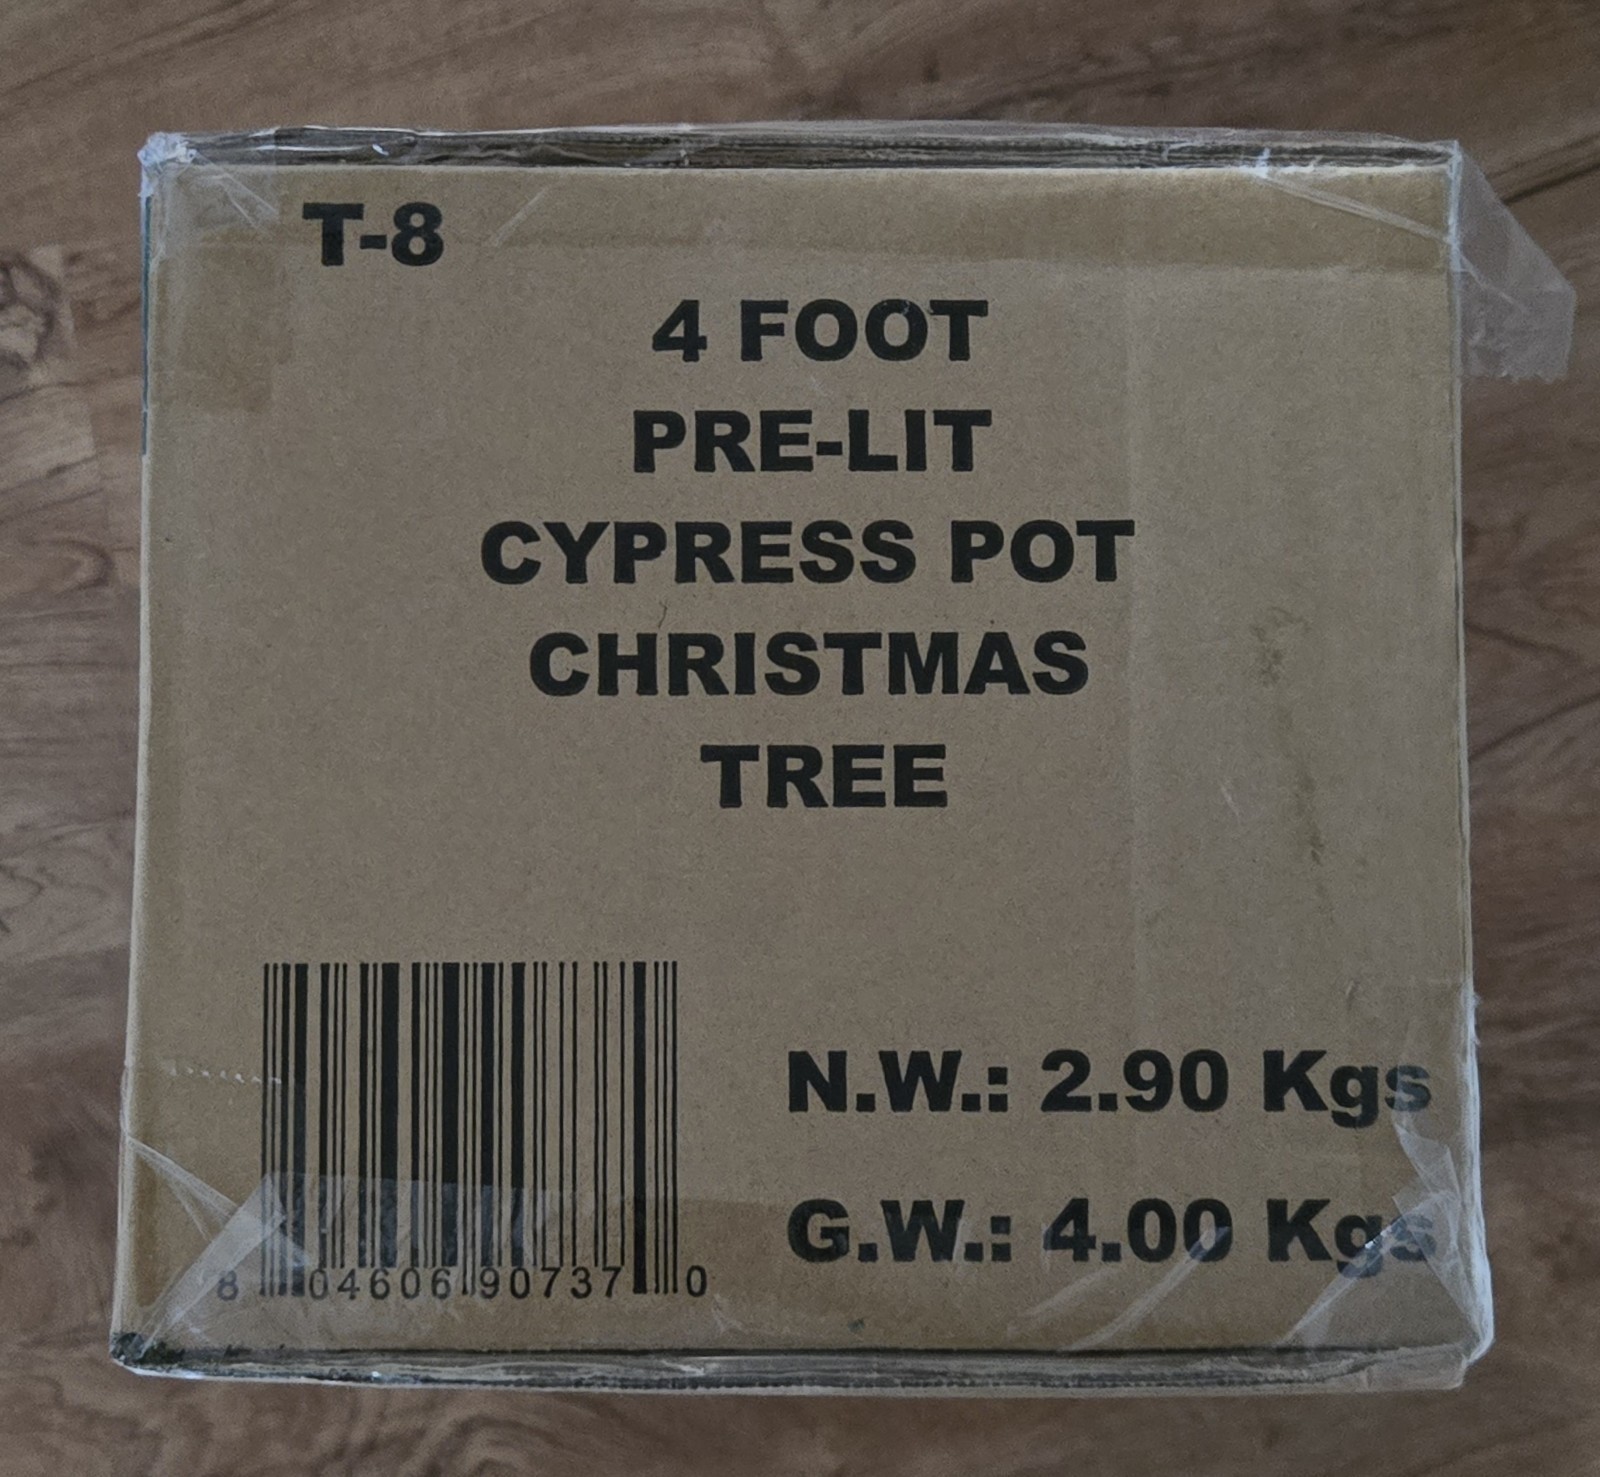 T-8
4 FOOT
PRE-LIT
CYPRESS POT
CHRISTMAS
TREE
N.W.: 2.90 Kgs
G.W.: 4.00 Kgs
8 04606 90737 0